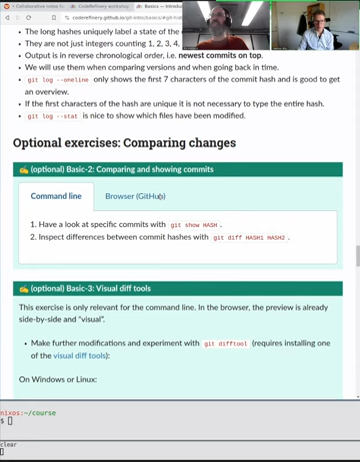 Collaborative notes for
CodeRefinery worksho
Basics — Introdu
coderefinery.github.io/git-intro/basics/#git-hist
The long hashes uniquely label a state of the
They are not just integers counting 1, 2, 3, 4,
Output is in reverse chronological order, i.e. newest commits on top.
We will use them when comparing versions and when going back in time.
git log --oneline only shows the first 7 characters of the commit hash and is good to get
an overview.
If the first characters of the hash are unique it is not necessary to type the entire hash.
git log --stat is nice to show which files have been modified.
Optional exercises: Comparing changes
✍️ (optional) Basic-2: Comparing and showing commits
Command line
Browser (GitHub)
1. Have a look at specific commits with git show HASH .
2. Inspect differences between commit hashes with git diff HASH1 HASH2 .
✍️ (optional) Basic-3: Visual diff tools
This exercise is only relevant for the command line. In the browser, the preview is already
side-by-side and "visual".
Make further modifications and experiment with git difftool (requires installing one
of the visual diff tools):
On Windows or Linux:
nixos:~/course
$
clear